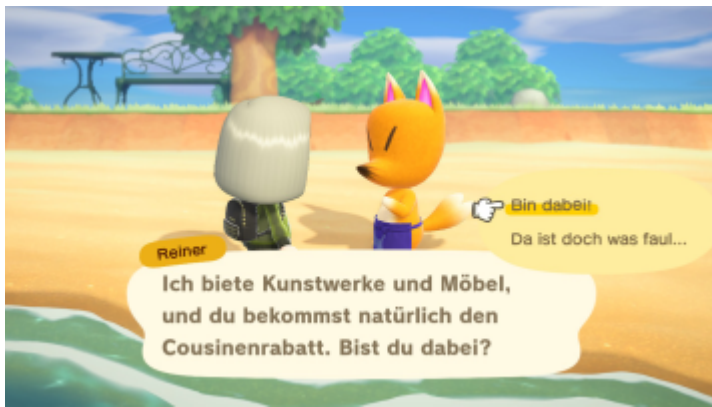 Bin dabei!
Da ist doch was faul...
Reiner
Ich biete Kunstwerke und Möbel,
und du bekommst natürlich den
Cousinenrabatt. Bist du dabei?